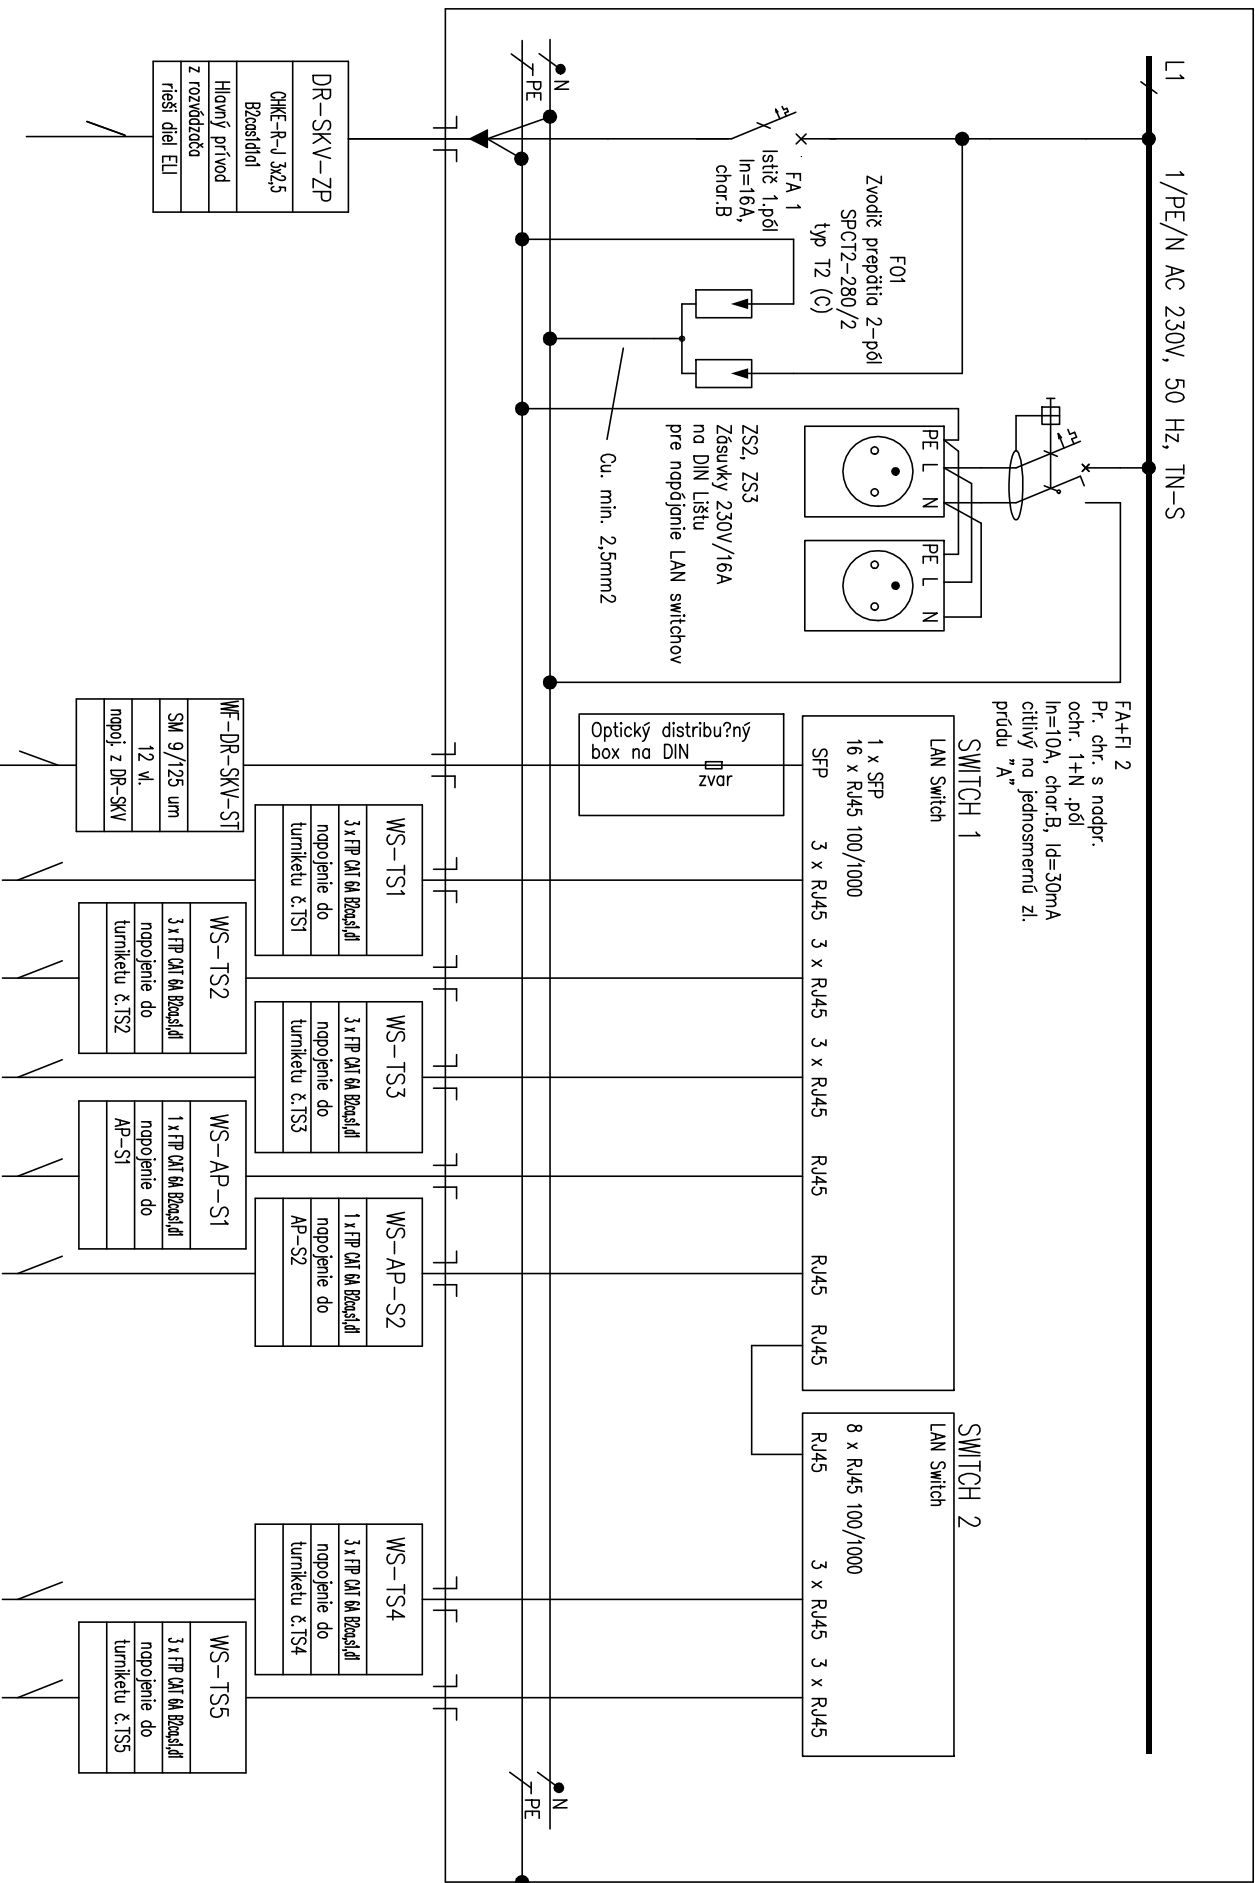 L1
1/PE/N AC 230V, 50 Hz, TN-S
FA+FI 2
Pr. chr. s nadpr.
ochr. 1+N .pól
In=10A, char.B, Id=30mA
citlivý na jednosmernú zl.
prúdu "A"
F01
Zvodič prepätia 2-pól
SPCT2-280/2
typ T2 (C)
FA 1
Istič 1.pól
In=16A,
char.B
PE L N
PE L N
ZS2, ZS3
Zásuvky 230V/16A
na DIN Lištu
pre napájanie LAN switchov
Cu. min. 2,5mm2
SWITCH 1
LAN Switch
1 x SFP
16 x RJ45 100/1000
SFP
3 x RJ45
3 x RJ45
3 x RJ45
RJ45
RJ45
RJ45
SWITCH 2
LAN Switch
8 x RJ45 100/1000
RJ45
3 x RJ45
3 x RJ45
Optický distribu?ný
box na DIN
zvar
N
PE
N
PE
DR-SKV-ZP
CHKE-R-J 3x2,5
B2cas1d1a1
Hlavný prívod
z rozvádzača
rieši diel ELI
WF-DR-SKV-ST
SM 9/125 um
12 vl.
napoj. z DR-SKV
WS-TS1
3 x FTP CAT 6A B2ca,s1,d1
napojenie do
turniketu č.TS1
WS-TS2
3 x FTP CAT 6A B2ca,s1,d1
napojenie do
turniketu č.TS2
WS-TS3
3 x FTP CAT 6A B2ca,s1,d1
napojenie do
turniketu č.TS3
WS-AP-S1
1 x FTP CAT 6A B2ca,s1,d1
napojenie do
AP-S1
WS-AP-S2
1 x FTP CAT 6A B2ca,s1,d1
napojenie do
AP-S2
WS-TS4
3 x FTP CAT 6A B2ca,s1,d1
napojenie do
turniketu č.TS4
WS-TS5
3 x FTP CAT 6A B2ca,s1,d1
napojenie do
turniketu č.TS5